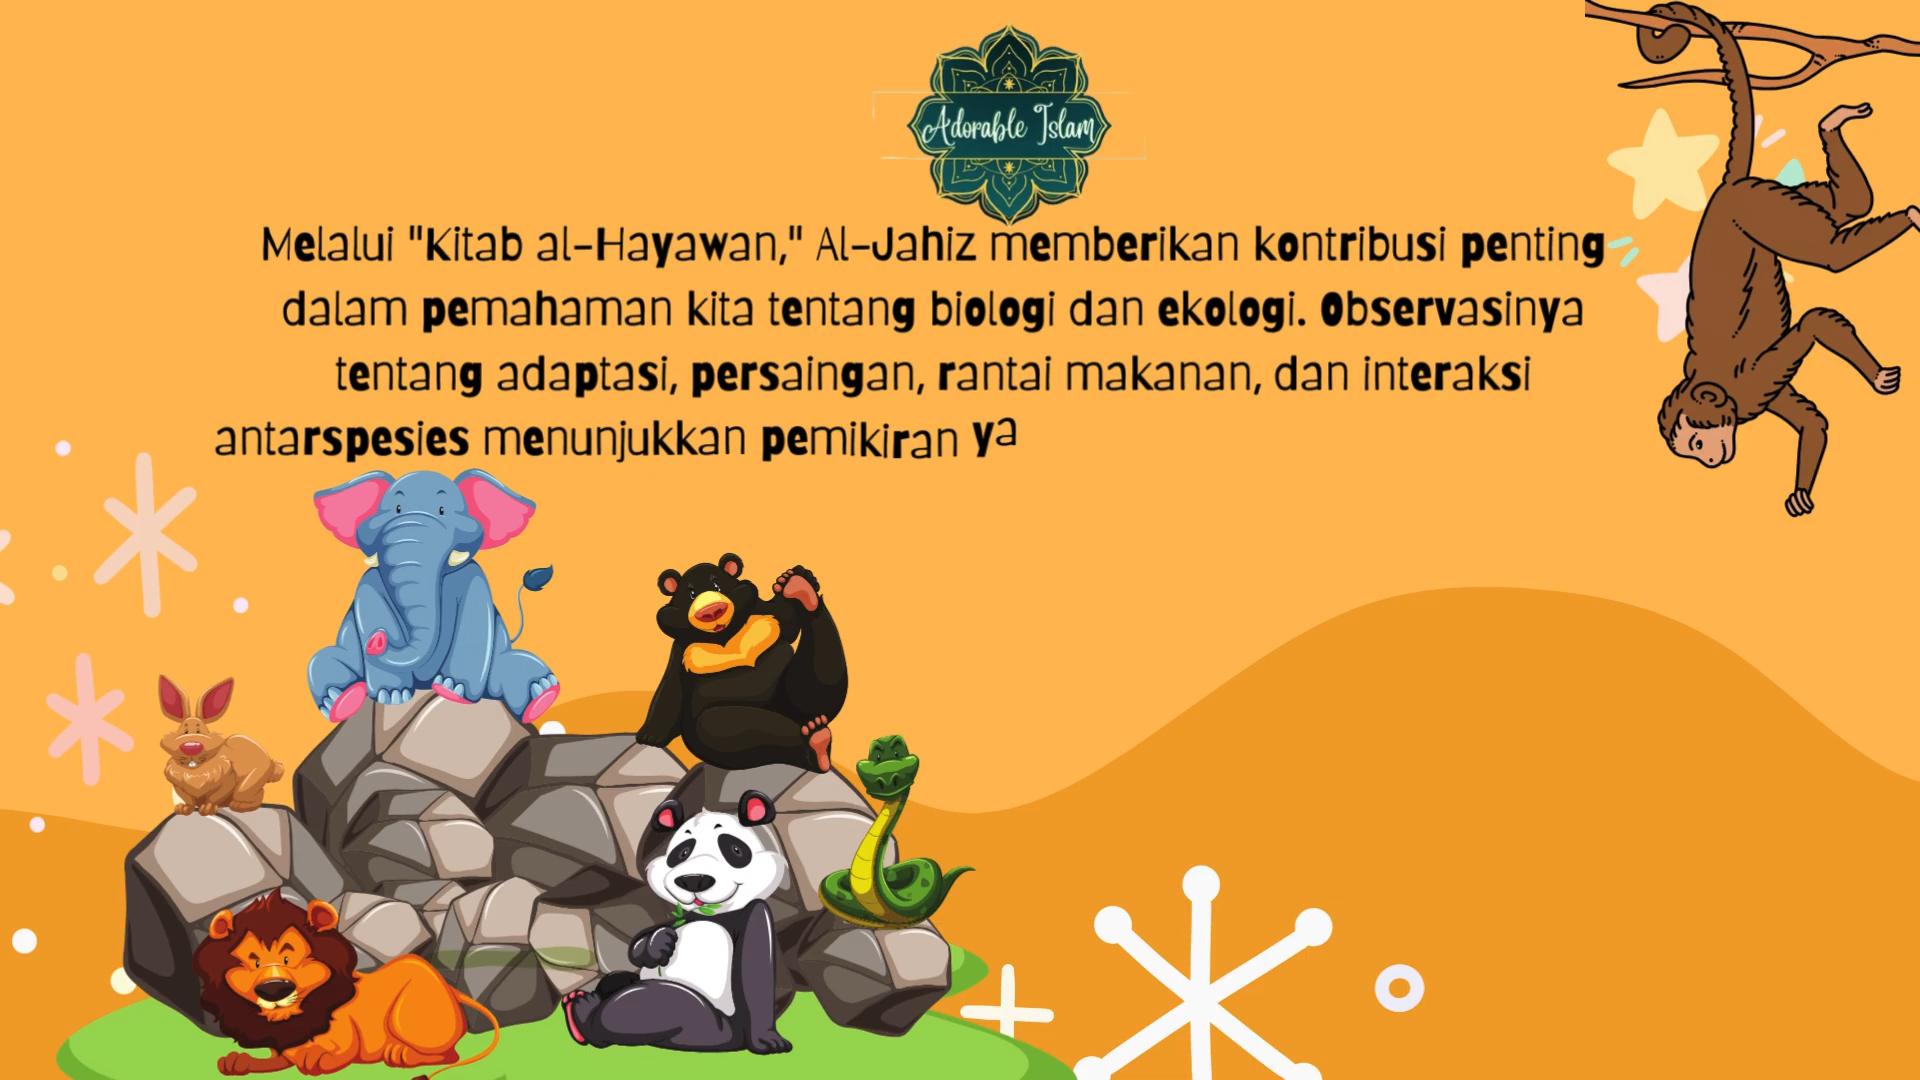 Adorable Islam
Melalui "Kitab al-Hayawan," Al-Jahiz memberikan kontribusi penting
dalam pemahaman kita tentang biologi dan ekologi. Observasinya
tentang adaptasi, persaingan, rantai makanan, dan interaksi
antarspesies menunjukkan pemikiran ya